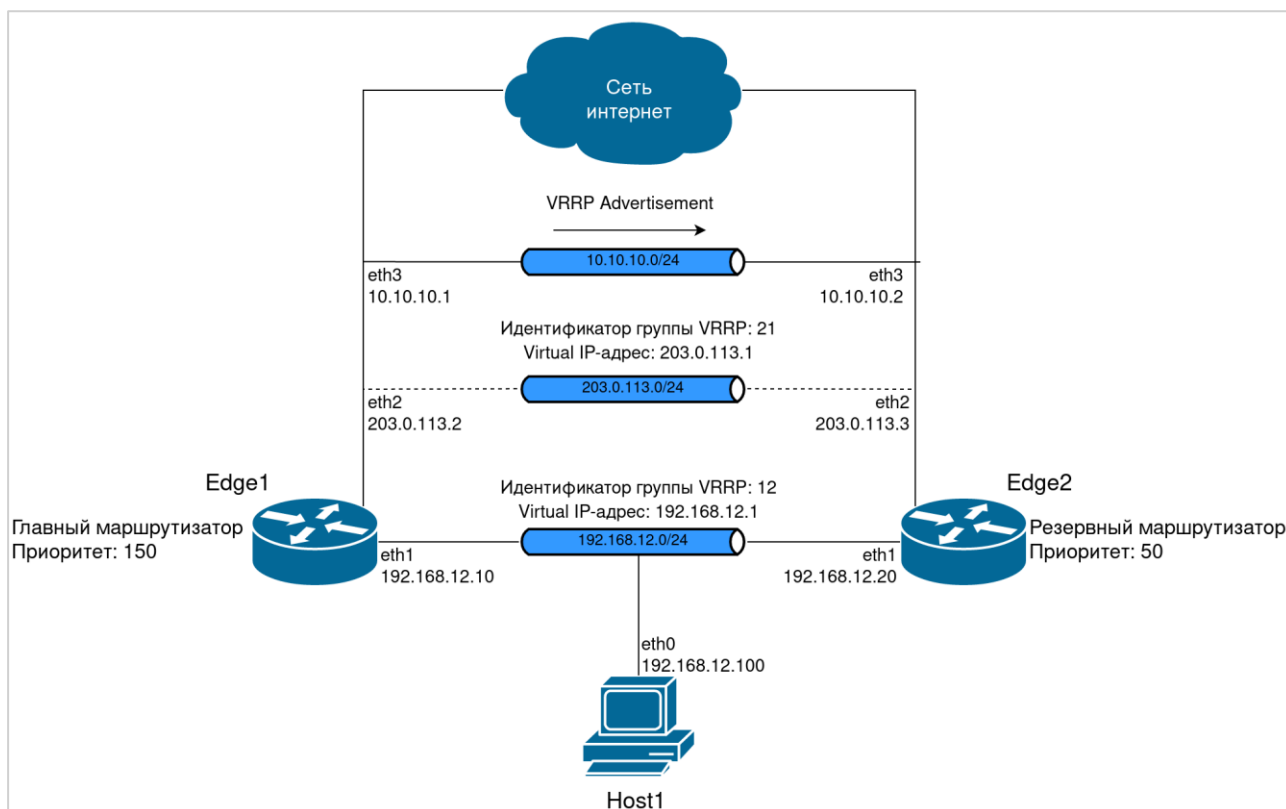 Сеть
интернет
VRRP Advertisement
10.10.10.0/24
eth3
10.10.10.1
eth3
10.10.10.2
Идентификатор группы VRRP: 21
Virtual IP-адрес: 203.0.113.1
203.0.113.0/24
eth2
203.0.113.2
eth2
203.0.113.3
Edge1
Идентификатор группы VRRP: 12
Virtual IP-адрес: 192.168.12.1
Edge2
Главный маршрутизатор
Приоритет: 150
192.168.12.0/24
Резервный маршрутизатор
Приоритет: 50
eth1
192.168.12.10
eth1
192.168.12.20
eth0
192.168.12.100
Host1